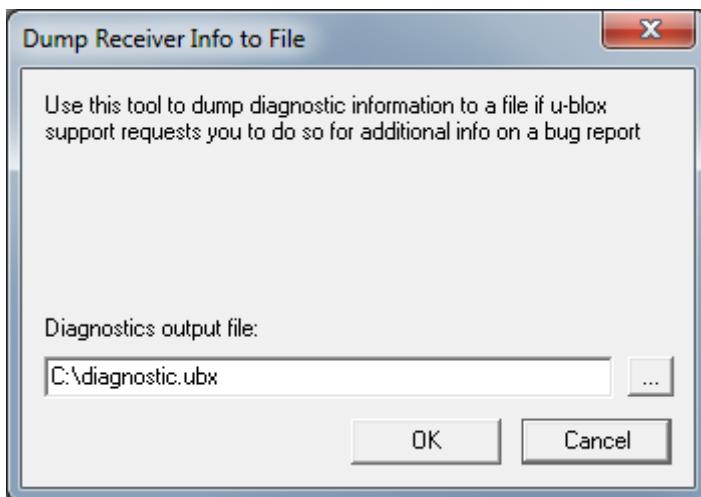 Dump Receiver Info to File
Use this tool to dump diagnostic information to a file if u-blox
support requests you to do so for additional info on a bug report
Diagnostics output file:
C:\diagnostic.ubx
...
OK
Cancel